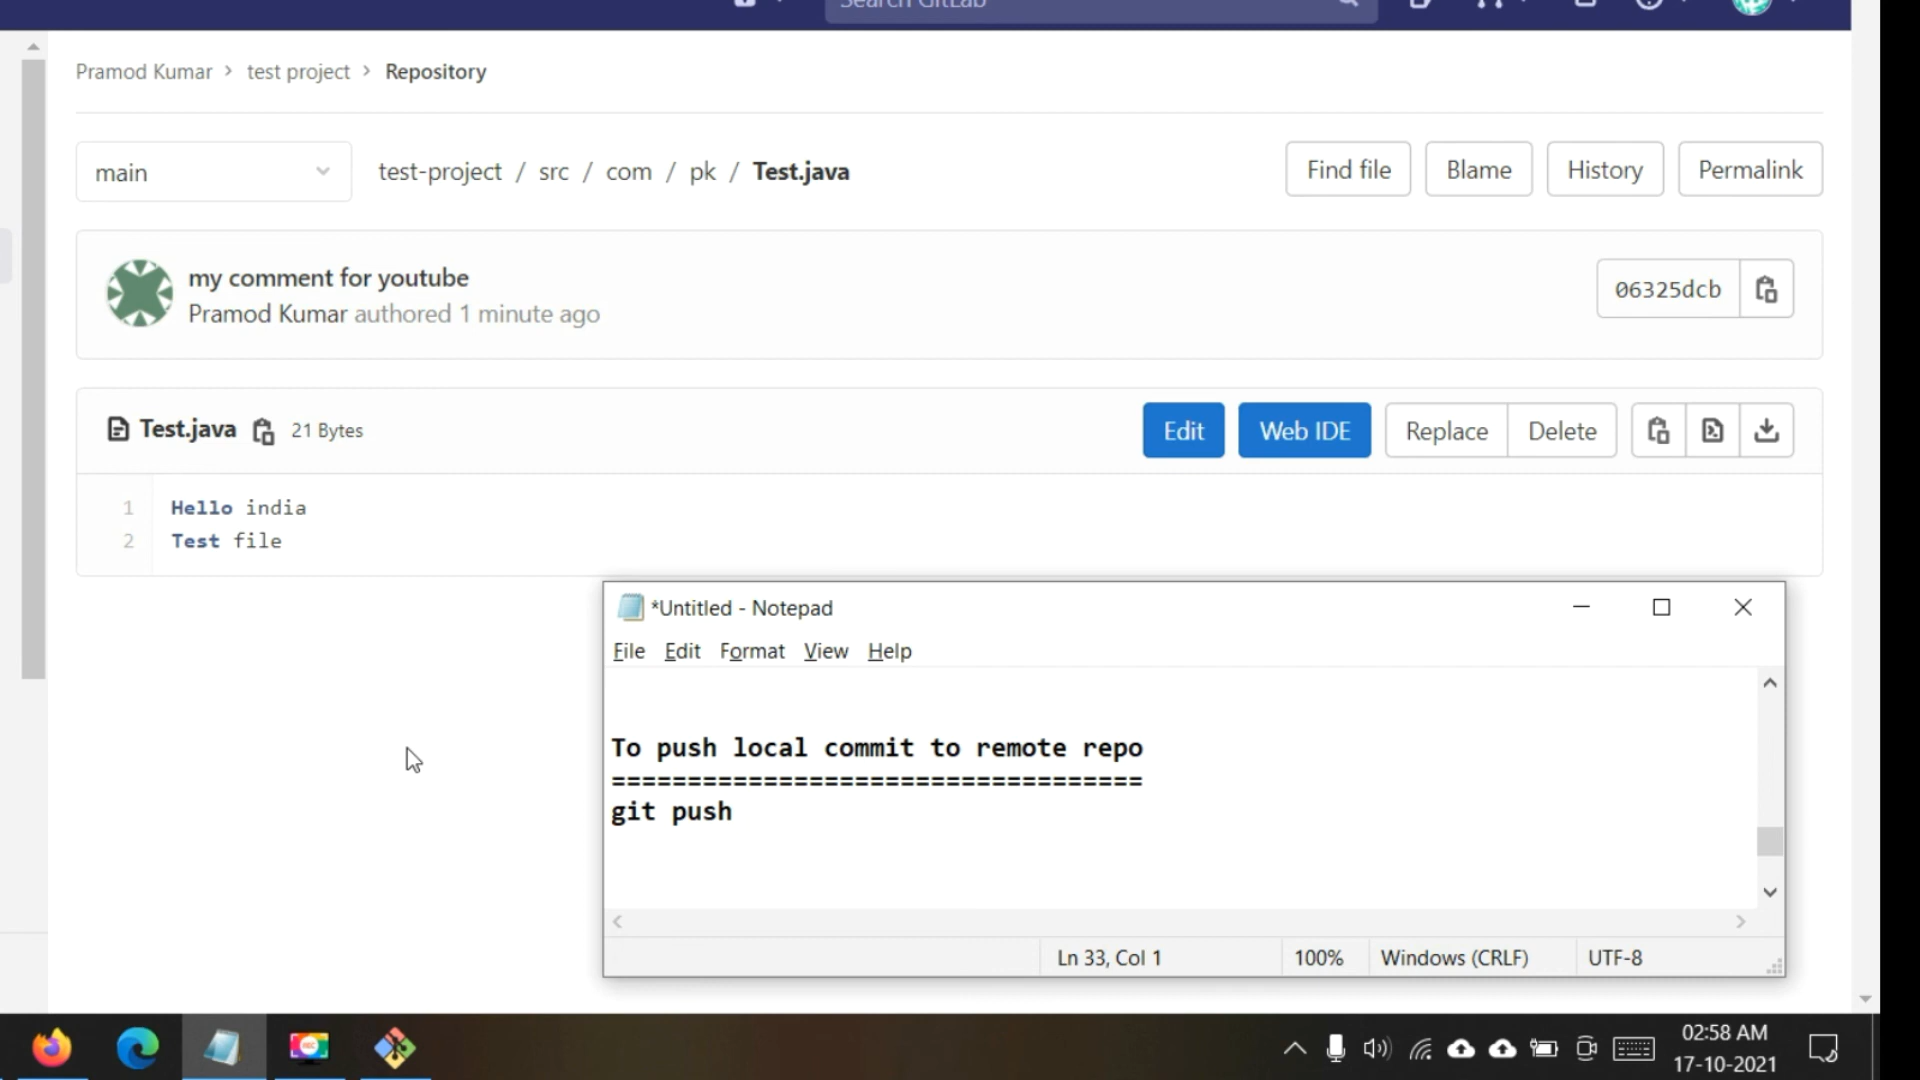 Search GitLab
Pramod Kumar > test project > Repository
main
test-project / src / com / pk / Test.java
Find file
Blame
History
Permalink
my comment for youtube
Pramod Kumar authored 1 minute ago
06325dcb
Test.java 21 Bytes
Edit
Web IDE
Replace
Delete
1 Hello india
2 Test file
*Untitled - Notepad
File Edit Format View Help
To push local commit to remote repo
===================================
git push
Ln 33, Col 1
100%
Windows (CRLF)
UTF-8
REC
02:58 AM
17-10-2021